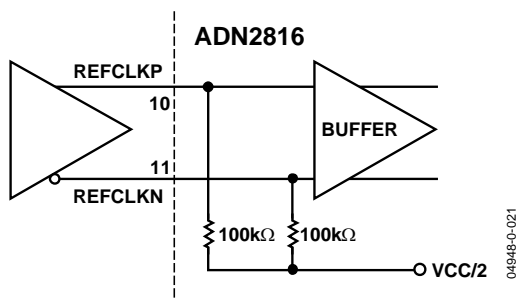 ADN2816
REFCLKP
10
BUFFER
11
REFCLKN
100kΩ
100kΩ
VCC/2
04948-0-021